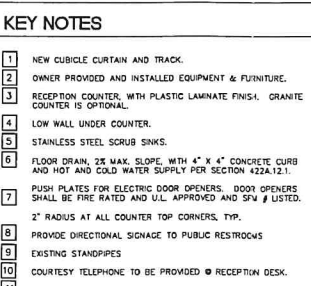 KEY NOTES
1 NEW CUBICLE CURTAIN AND TRACK.
2 OWNER PROVIDED AND INSTALLED EQUIPMENT & FURNITURE.
3 RECEPTION COUNTER, WITH PLASTIC LAMINATE FINISH. GRANITE
COUNTER IS OPTIONAL.
4 LOW WALL UNDER COUNTER.
5 STAINLESS STEEL SCRUB SINKS.
6 FLOOR DRAIN, 2% MAX. SLOPE, WITH 4" X 4" CONCRETE CURB
AND HOT AND COLD WATER SUPPLY PER SECTION 422A.12.1.
7 PUSH PLATES FOR ELECTRIC DOOR OPENERS. DOOR OPENERS
SHALL BE FIRE RATED AND U.L. APPROVED AND SFM # LISTED.
2" RADIUS AT ALL COUNTER TOP CORNERS, TYP.
8 PROVIDE DIRECTIONAL SIGNAGE TO PUBLIC RESTROOMS
9 EXISTING STANDPIPES
10 COURTESY TELEPHONE TO BE PROVIDED @ RECEPTION DESK.